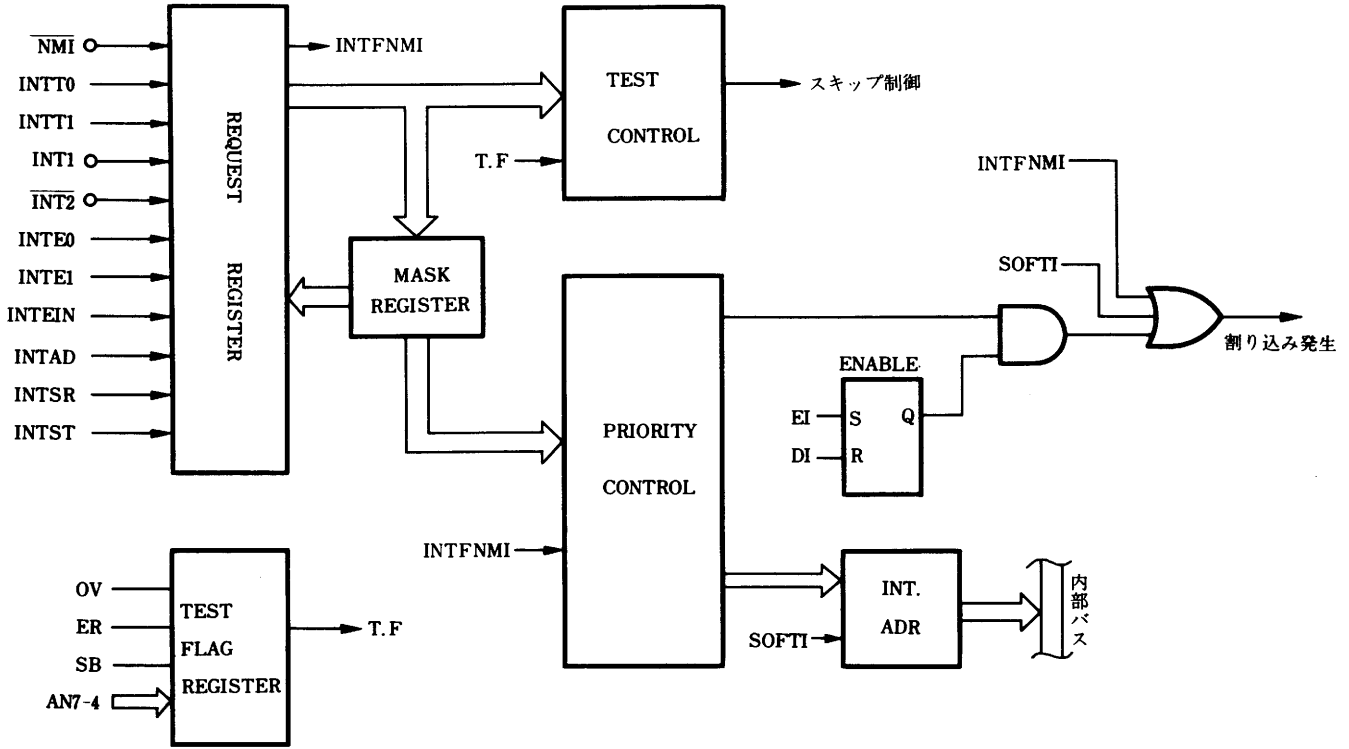 NMI
INTT0
INTT1
INT1
INT2
INTE0
INTE1
INTEIN
INTAD
INTSR
INTST
REQUEST REGISTER
INTFNMI
TEST
CONTROL
T.F
スキップ制御
MASK
REGISTER
PRIORITY
CONTROL
INTFNMI
INTFNMI
SOFTI
割り込み発生
ENABLE
EI
S
Q
DI
R
INT.
ADR
SOFTI
内部バス
OV
ER
SB
AN7-4
TEST
FLAG
REGISTER
T.F